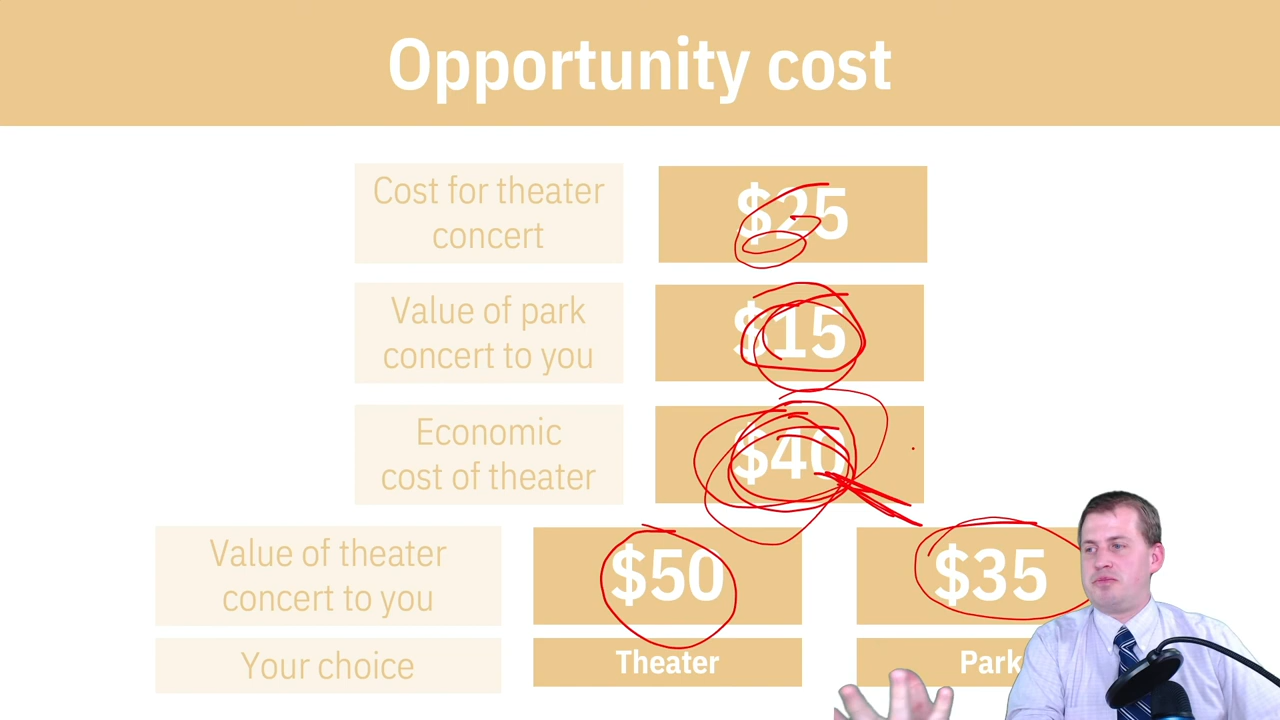 Opportunity cost
Cost for theater
concert
$25
Value of park
concert to you
$15
Economic
cost of theater
$40
Value of theater
concert to you
$50
$35
Your choice
Theater
Park